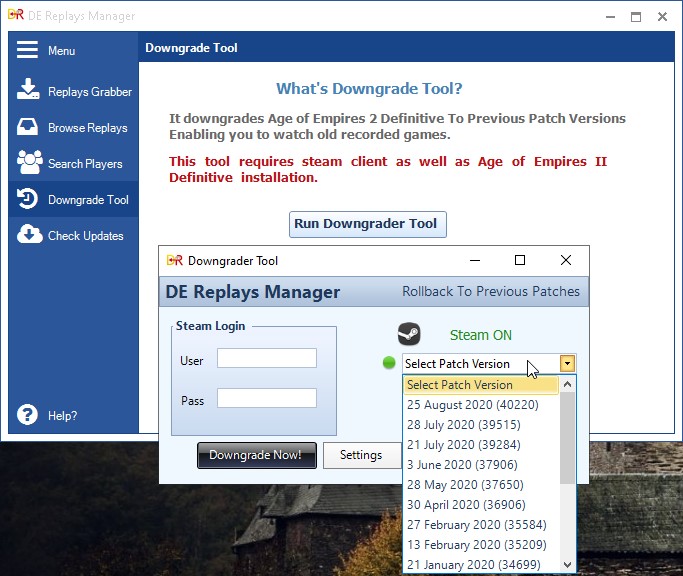 DR DE Replays Manager
Menu
Downgrade Tool
Replays Grabber
Browse Replays
Search Players
Downgrade Tool
Check Updates
Help?
What's Downgrade Tool?
It downgrades Age of Empires 2 Definitive To Previous Patch Versions
Enabling you to watch old recorded games.
This tool requires steam client as well as Age of Empires II
Definitive installation.
Run Downgrader Tool
DR Downgrader Tool
DE Replays Manager
Rollback To Previous Patches
Steam Login
User
Pass
Steam ON
Select Patch Version
Downgrade Now!
Settings
Select Patch Version
25 August 2020 (40220)
28 July 2020 (39515)
21 July 2020 (39284)
3 June 2020 (37906)
28 May 2020 (37650)
30 April 2020 (36906)
27 February 2020 (35584)
13 February 2020 (35209)
21 January 2020 (34699)